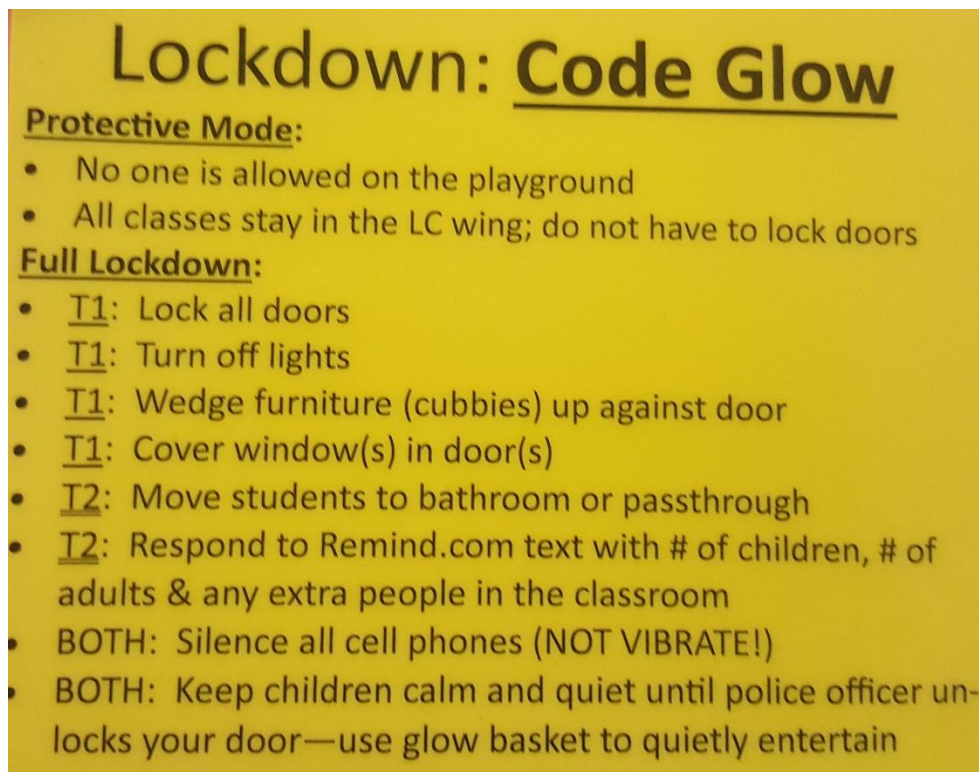 Lockdown: Code Glow
Protective Mode:
• No one is allowed on the playground
• All classes stay in the LC wing; do not have to lock doors
Full Lockdown:
• T1: Lock all doors
• T1: Turn off lights
• T1: Wedge furniture (cubbies) up against door
• T1: Cover window(s) in door(s)
• T2: Move students to bathroom or passthrough
• T2: Respond to Remind.com text with # of children, # of
adults & any extra people in the classroom
• BOTH: Silence all cell phones (NOT VIBRATE!)
• BOTH: Keep children calm and quiet until police officer un-
locks your door—use glow basket to quietly entertain